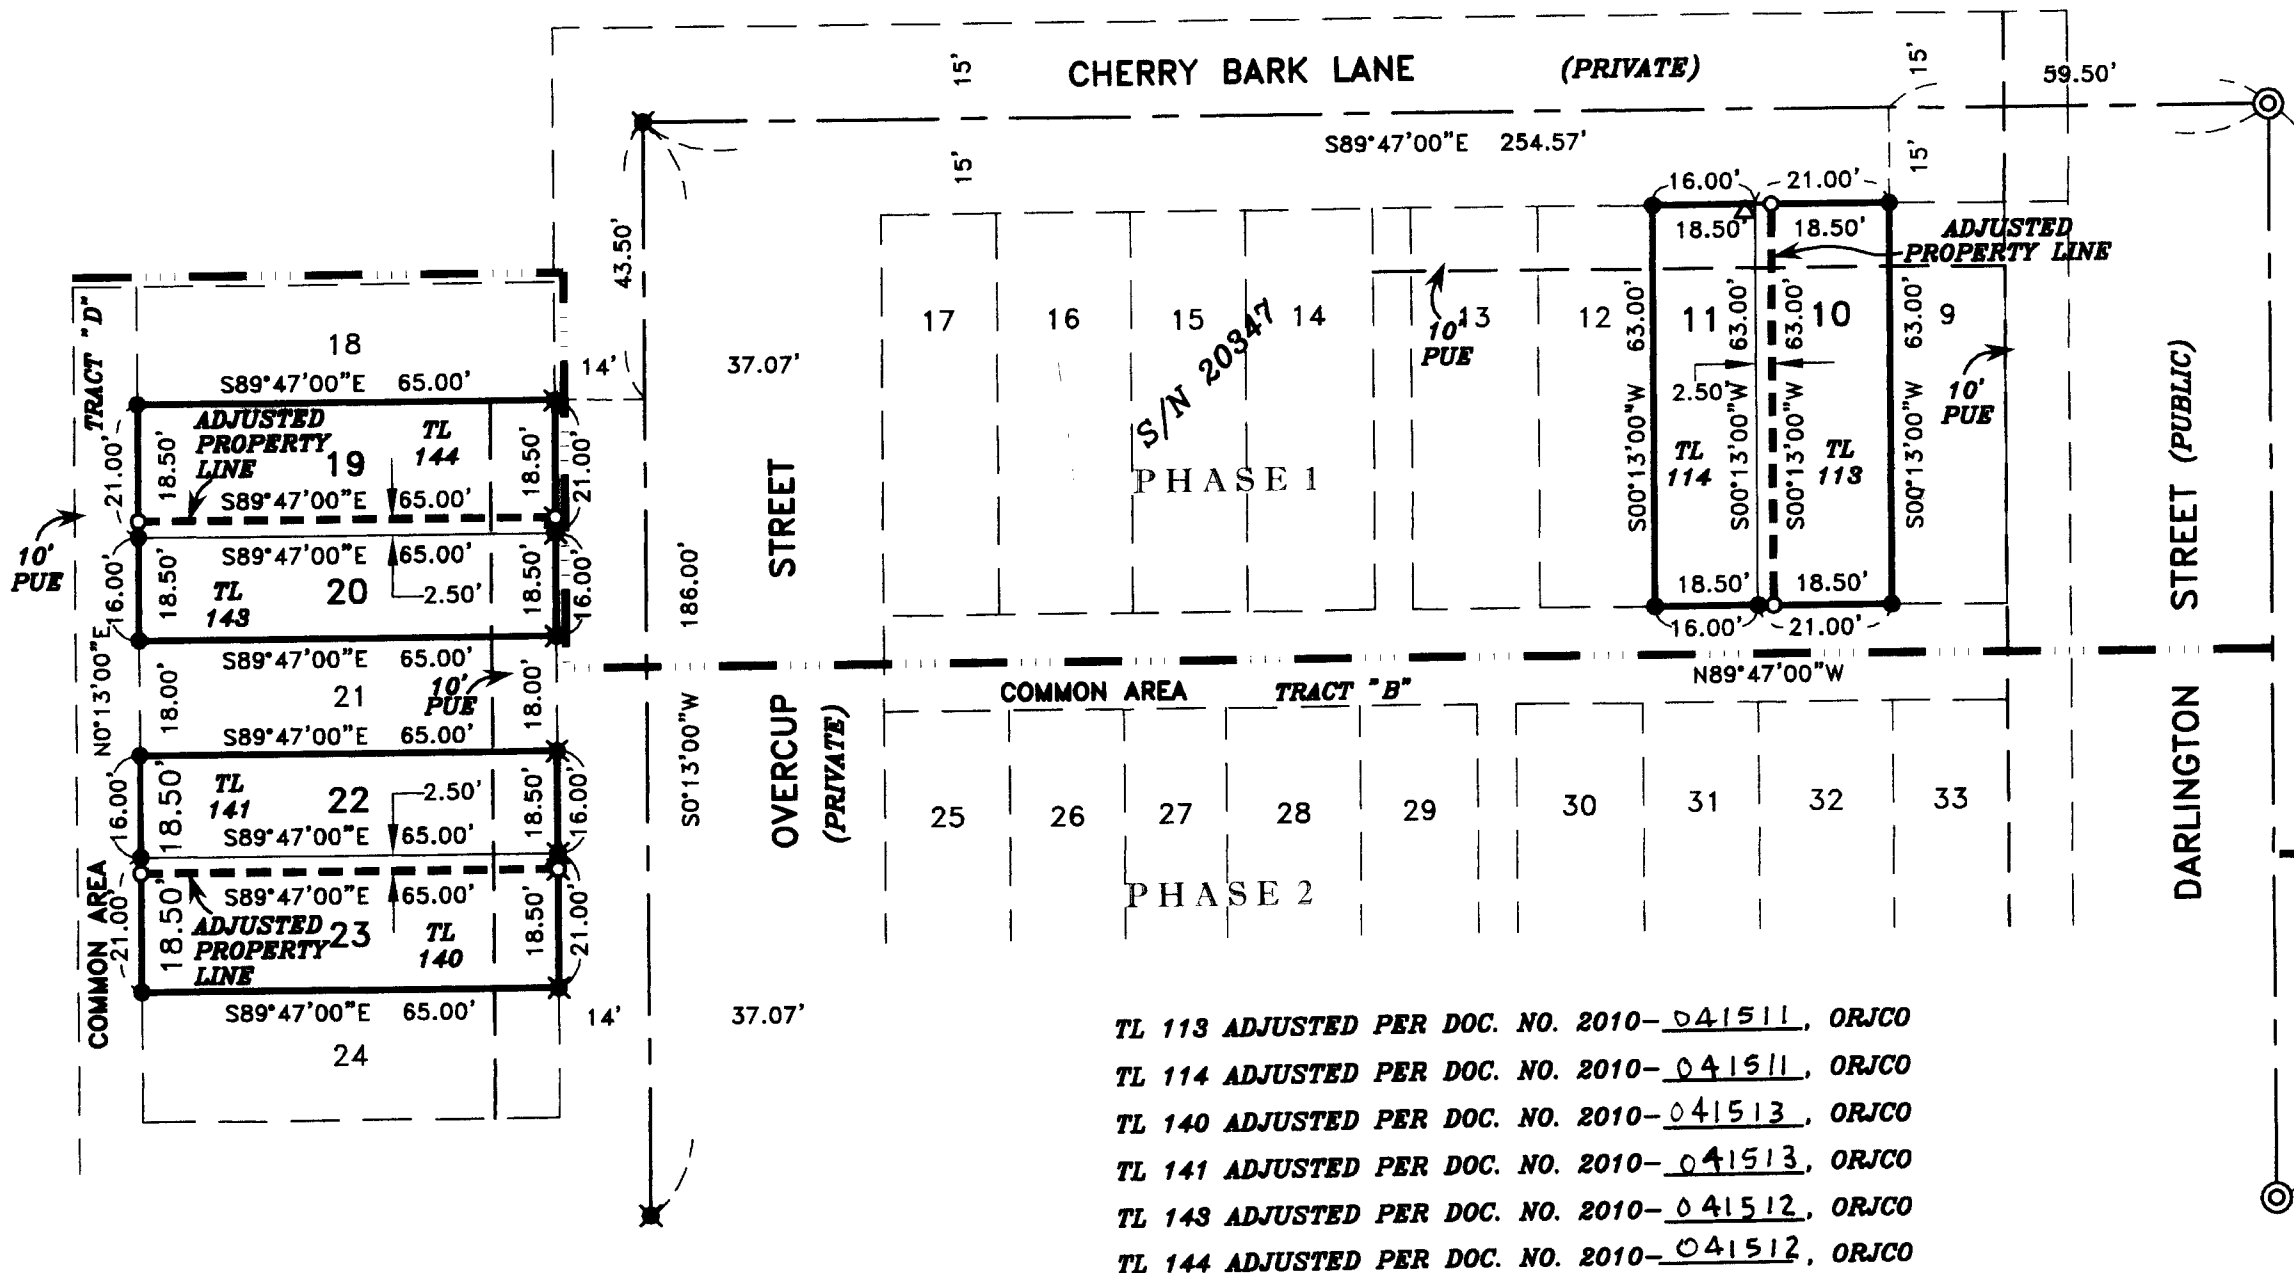 CHERRY BARK LANE (PRIVATE)
15'
15'
15'
15'
59.50'
S89°47'00"E 254.57'
43.50'
16.00'
21.00'
18.50'
18.50'
ADJUSTED
PROPERTY LINE
TRACT "D"
18
S89°47'00"E 65.00'
14'
37.07'
17
16
15
14
13
12
11
10
9
S/N 20347
10'
PUE
63.00'
63.00'
63.00'
63.00'
2.50'
S00°13'00"W
S00°13'00"W
S00°13'00"W
S00°13'00"W
TL
114
TL
113
10'
PUE
PHASE 1
18.50'
18.50'
16.00'
21.00'
ADJUSTED
PROPERTY
LINE
TL
144
19
21.00'
18.50'
18.50'
21.00'
S89°47'00"E 65.00'
10'
PUE
S89°47'00"E 65.00'
16.00'
18.50'
TL
143
20
2.50'
18.50'
16.00'
S89°47'00"E 65.00'
N0°13'00"E
18.00'
21
10'
PUE
18.00'
S89°47'00"E 65.00'
16.00'
18.50'
TL
141
22
2.50'
18.50'
16.00'
S89°47'00"E 65.00'
S89°47'00"E 65.00'
21.00'
18.50'
ADJUSTED
PROPERTY
LINE
23
TL
140
18.50'
21.00'
S89°47'00"E 65.00'
COMMON AREA
24
14'
37.07'
186.00'
S0°13'00"W
OVERCUP STREET
(PRIVATE)
COMMON AREA TRACT "B"
N89°47'00"W
25
26
27
28
29
30
31
32
33
PHASE 2
DARLINGTON STREET (PUBLIC)
TL 113 ADJUSTED PER DOC. NO. 2010-041511, ORJCO
TL 114 ADJUSTED PER DOC. NO. 2010-041511, ORJCO
TL 140 ADJUSTED PER DOC. NO. 2010-041513, ORJCO
TL 141 ADJUSTED PER DOC. NO. 2010-041513, ORJCO
TL 143 ADJUSTED PER DOC. NO. 2010-041512, ORJCO
TL 144 ADJUSTED PER DOC. NO. 2010-041512, ORJCO